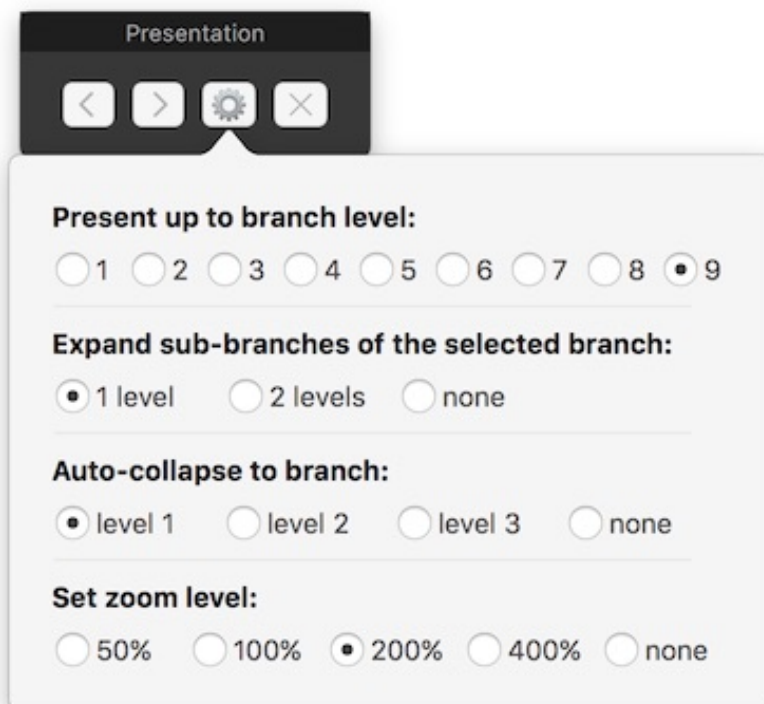 Presentation
Present up to branch level:
1 2 3 4 5 6 7 8 9
Expand sub-branches of the selected branch:
1 level 2 levels none
Auto-collapse to branch:
level 1 level 2 level 3 none
Set zoom level:
50% 100% 200% 400% none